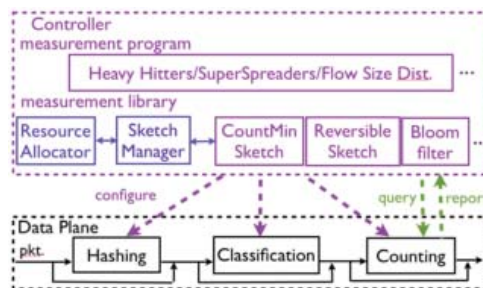 Controller
measurement program
Heavy Hitters/SuperSpreaders/Flow Size Dist. ...
measurement library
Resource Allocator
Sketch Manager
CountMin Sketch
Reversible Sketch
Bloom filter
...
configure
query
repor
Data Plane
pkt.
Hashing
Classification
Counting